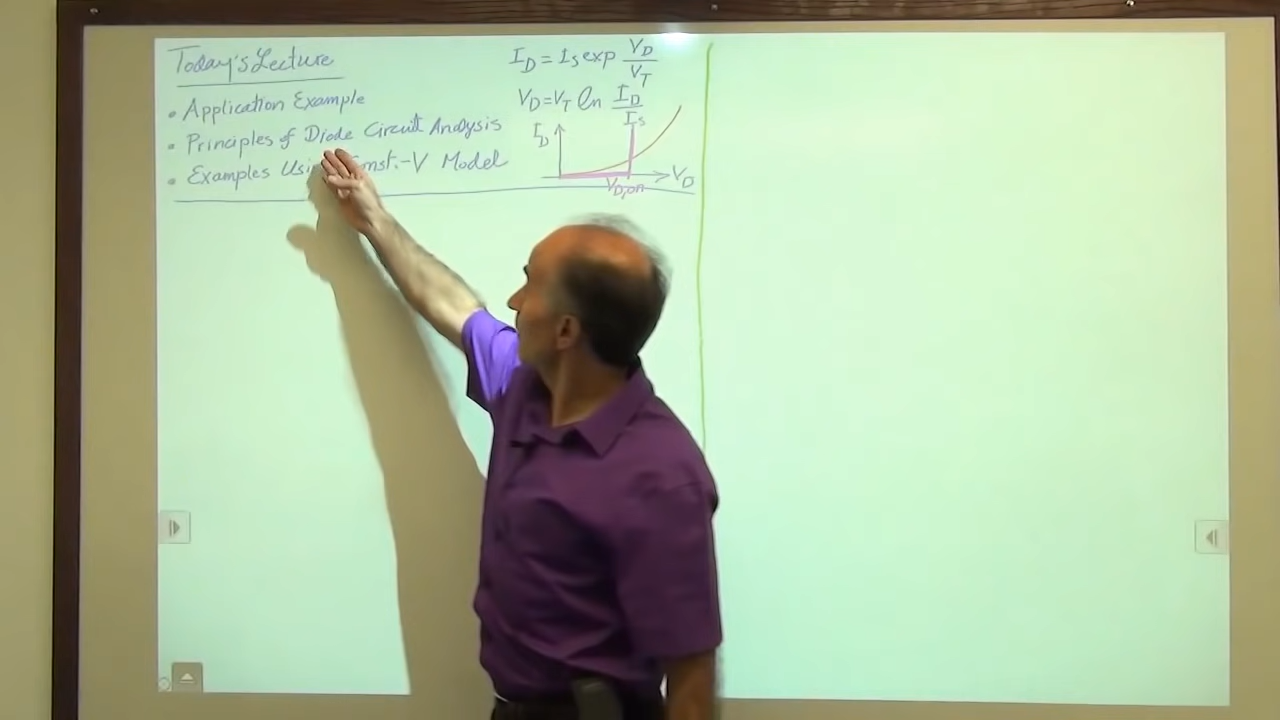 Today's Lecture
• Application Example
• Principles of Diode Circuit Analysis
• Examples Model
I_D = I_S exp V_D / V_T
V_D = V_T ln I_D / I_S
I_D
V_D
V_D,on